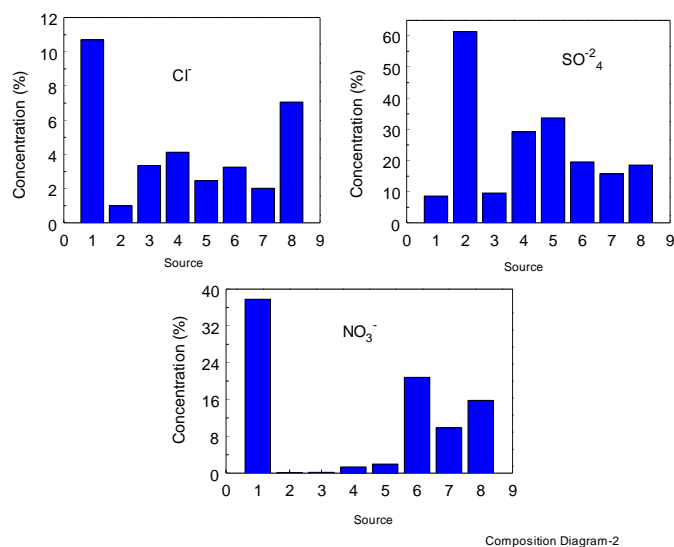 12
10
8
6
4
2
0
Concentration (%)
Cl-
0 1 2 3 4 5 6 7 8 9
Source
60
50
40
30
20
10
0
Concentration (%)
SO-24
0 1 2 3 4 5 6 7 8 9
Source
40
32
24
16
8
0
Concentration (%)
NO3-
0 1 2 3 4 5 6 7 8 9
Source
Composition Diagram-2